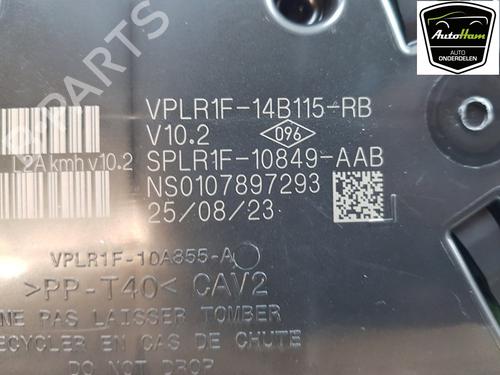 AutoHam
AUTO
ONDERDELEN
VPLR1F-14B115-RB
V10.2
096
L2A kmh v10.2
SPLR1F-10849-AAB
NS0107897293
25/08/23
VPLR1F-10A855-A
>PP-T40< CAV2
NE PAS LAISSER TOMBER
RECYCLER EN CAS DE CHUTE
DO NOT DROP